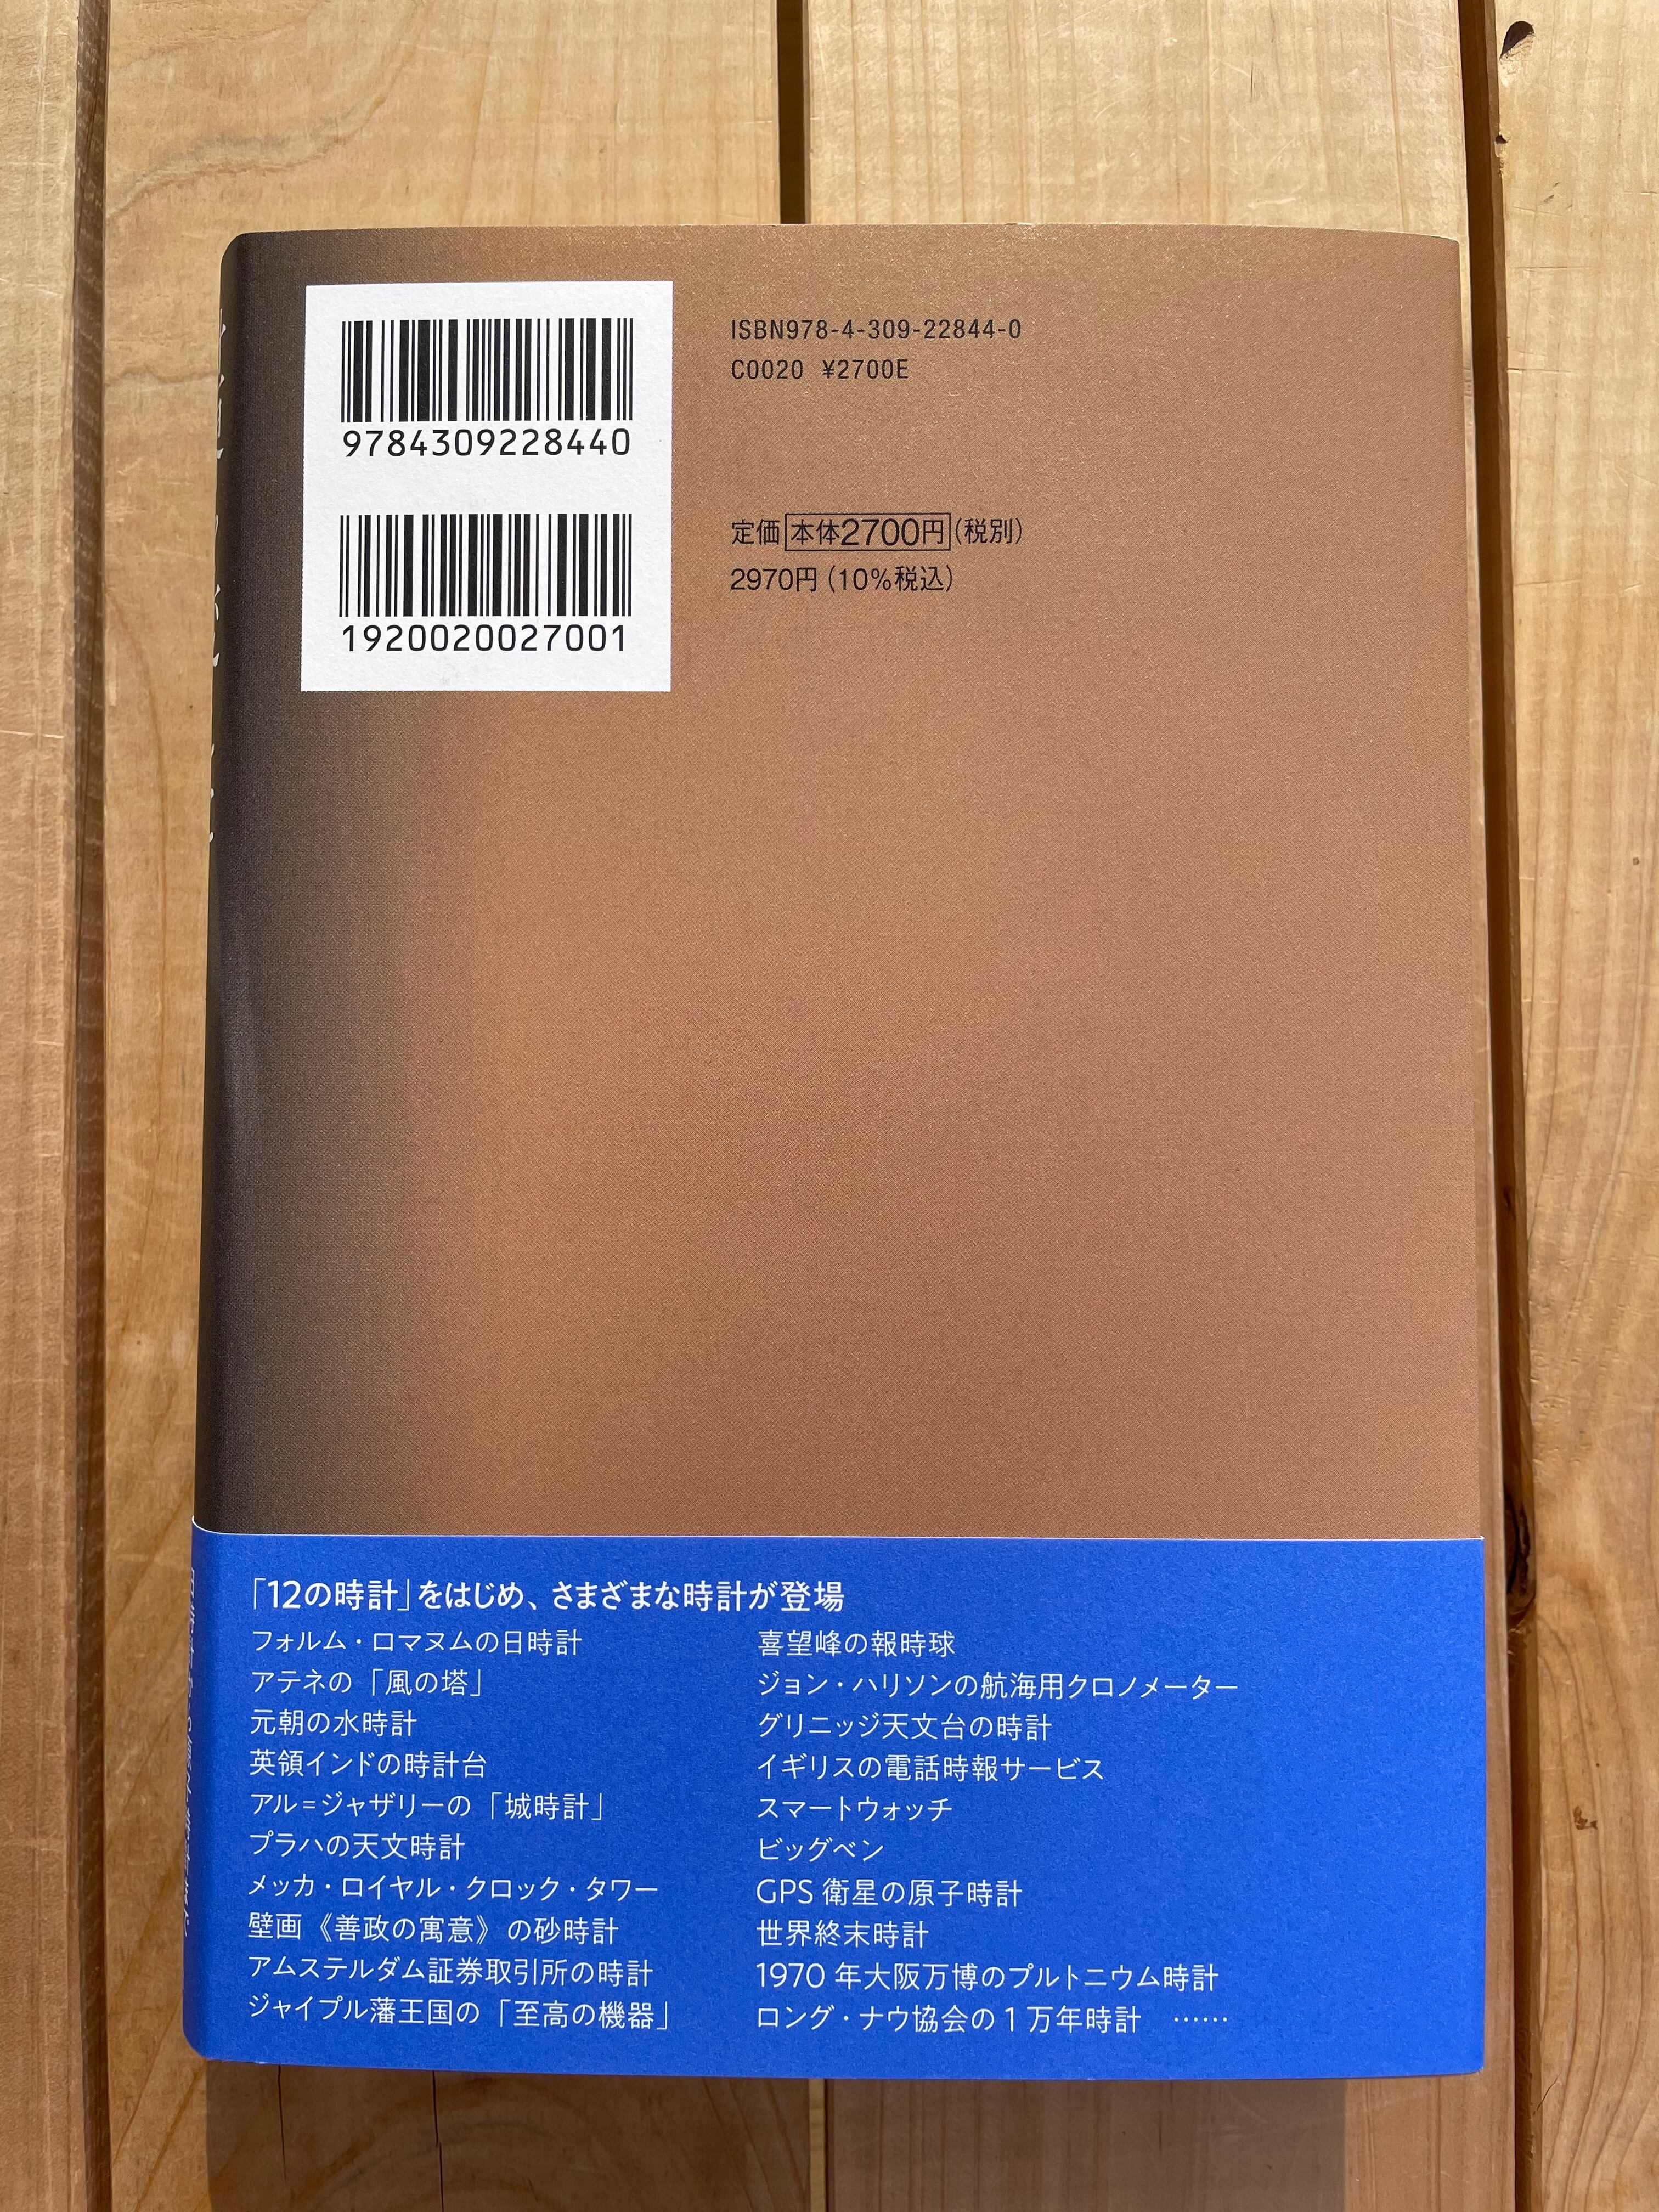 9784309228440
1920020027001
ISBN978-4-309-22844-0
C0020 ¥2700E
定価 本体2700円(税別)
2970円(10%税込)
「12の時計」をはじめ、さまざまな時計が登場
フォルム・ロマヌムの日時計
アテネの「風の塔」
元朝の水時計
英領インドの時計台
アル=ジャザリーの「城時計」
プラハの天文時計
メッカ・ロイヤル・クロック・タワー
壁画《善政の寓意》の砂時計
アムステルダム証券取引所の時計
ジャイプル藩王国の「至高の機器」
喜望峰の報時球
ジョン・ハリソンの航海用クロノメーター
グリニッジ天文台の時計
イギリスの電話時報サービス
スマートウォッチ
ビッグベン
GPS 衛星の原子時計
世界終末時計
1970 年大阪万博のプルトニウム時計
ロング・ナウ協会の 1 万年時計 ……